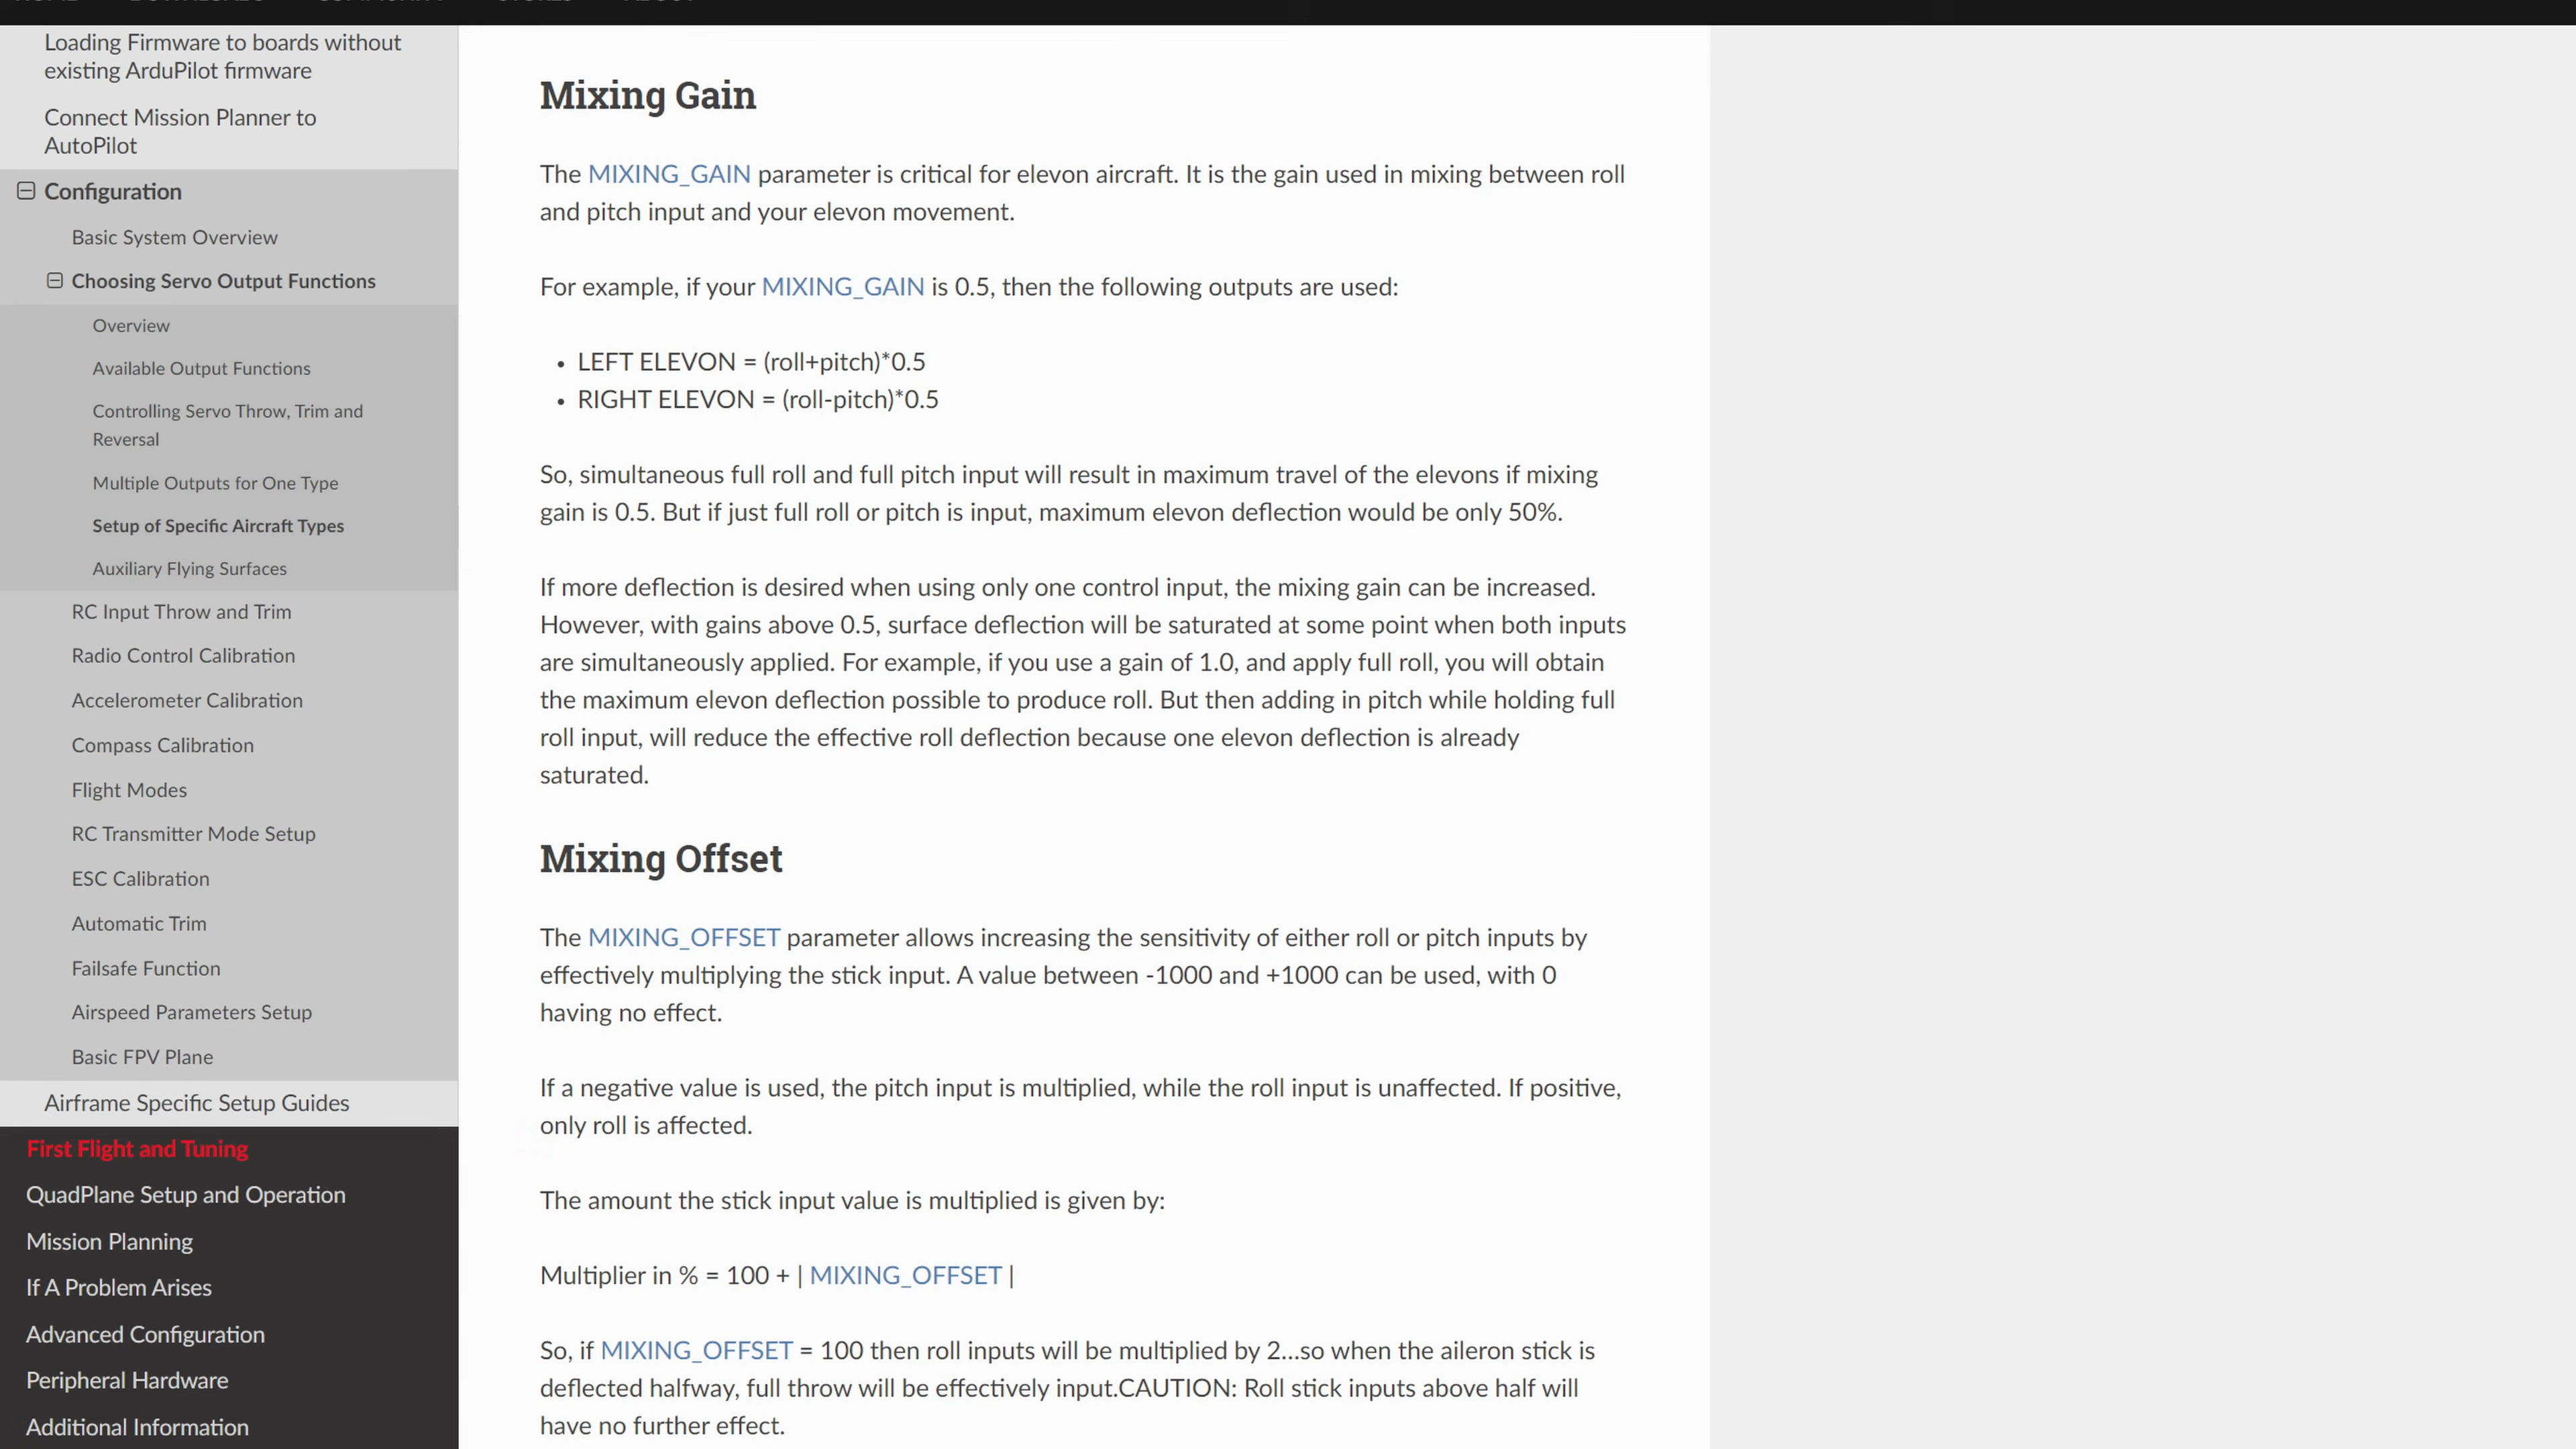 Loading Firmware to boards without
existing ArduPilot firmware
Connect Mission Planner to
AutoPilot
Configuration
Basic System Overview
Choosing Servo Output Functions
Overview
Available Output Functions
Controlling Servo Throw, Trim and
Reversal
Multiple Outputs for One Type
Setup of Specific Aircraft Types
Auxiliary Flying Surfaces
RC Input Throw and Trim
Radio Control Calibration
Accelerometer Calibration
Compass Calibration
Flight Modes
RC Transmitter Mode Setup
ESC Calibration
Automatic Trim
Failsafe Function
Airspeed Parameters Setup
Basic FPV Plane
Airframe Specific Setup Guides
First Flight and Tuning
QuadPlane Setup and Operation
Mission Planning
If A Problem Arises
Advanced Configuration
Peripheral Hardware
Additional Information
Mixing Gain
The MIXING_GAIN parameter is critical for elevon aircraft. It is the gain used in mixing between roll
and pitch input and your elevon movement.
For example, if your MIXING_GAIN is 0.5, then the following outputs are used:
• LEFT ELEVON = (roll+pitch)*0.5
• RIGHT ELEVON = (roll-pitch)*0.5
So, simultaneous full roll and full pitch input will result in maximum travel of the elevons if mixing
gain is 0.5. But if just full roll or pitch is input, maximum elevon deflection would be only 50%.
If more deflection is desired when using only one control input, the mixing gain can be increased.
However, with gains above 0.5, surface deflection will be saturated at some point when both inputs
are simultaneously applied. For example, if you use a gain of 1.0, and apply full roll, you will obtain
the maximum elevon deflection possible to produce roll. But then adding in pitch while holding full
roll input, will reduce the effective roll deflection because one elevon deflection is already
saturated.
Mixing Offset
The MIXING_OFFSET parameter allows increasing the sensitivity of either roll or pitch inputs by
effectively multiplying the stick input. A value between -1000 and +1000 can be used, with 0
having no effect.
If a negative value is used, the pitch input is multiplied, while the roll input is unaffected. If positive,
only roll is affected.
The amount the stick input value is multiplied is given by:
Multiplier in % = 100 + | MIXING_OFFSET |
So, if MIXING_OFFSET = 100 then roll inputs will be multiplied by 2...so when the aileron stick is
deflected halfway, full throw will be effectively input.CAUTION: Roll stick inputs above half will
have no further effect.